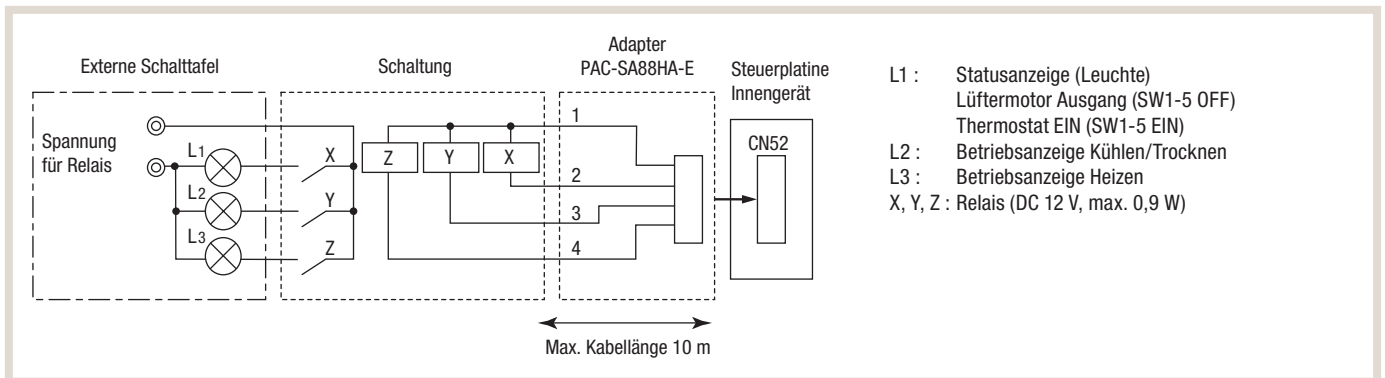 Externe Schalttafel
Schaltung
Adapter
PAC-SA88HA-E
Steuerplatine
Innengerät
Spannung
für Relais
L1
L2
L3
X
Y
Z
Z
Y
X
1
2
3
4
CN52
Max. Kabellänge 10 m
L1 : Statusanzeige (Leuchte)
Lüftermotor Ausgang (SW1-5 OFF)
Thermostat EIN (SW1-5 EIN)
L2 : Betriebsanzeige Kühlen/Trocknen
L3 : Betriebsanzeige Heizen
X, Y, Z : Relais (DC 12 V, max. 0,9 W)